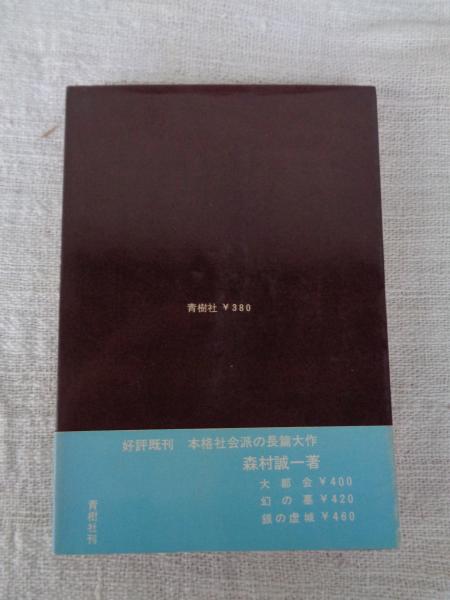 青樹社 ¥380
好評既刊 本格社会派の長篇大作
森村誠一著
大都会 ¥400
幻の墓 ¥420
銀の虚城 ¥460
青樹社刊